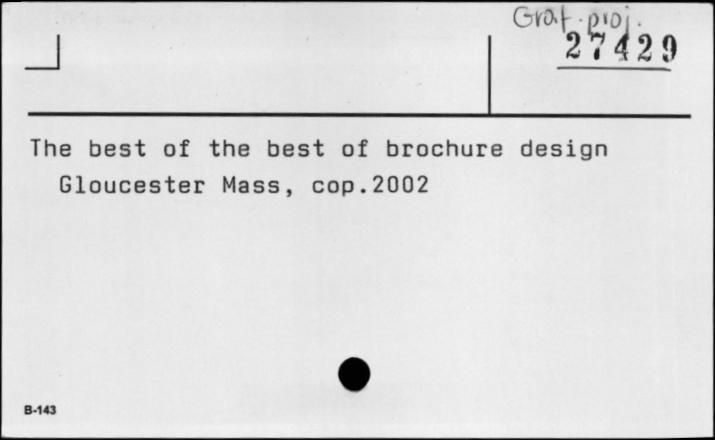 Graf. proj.
27429
The best of the best of brochure design
Gloucester Mass, cop.2002
B-143